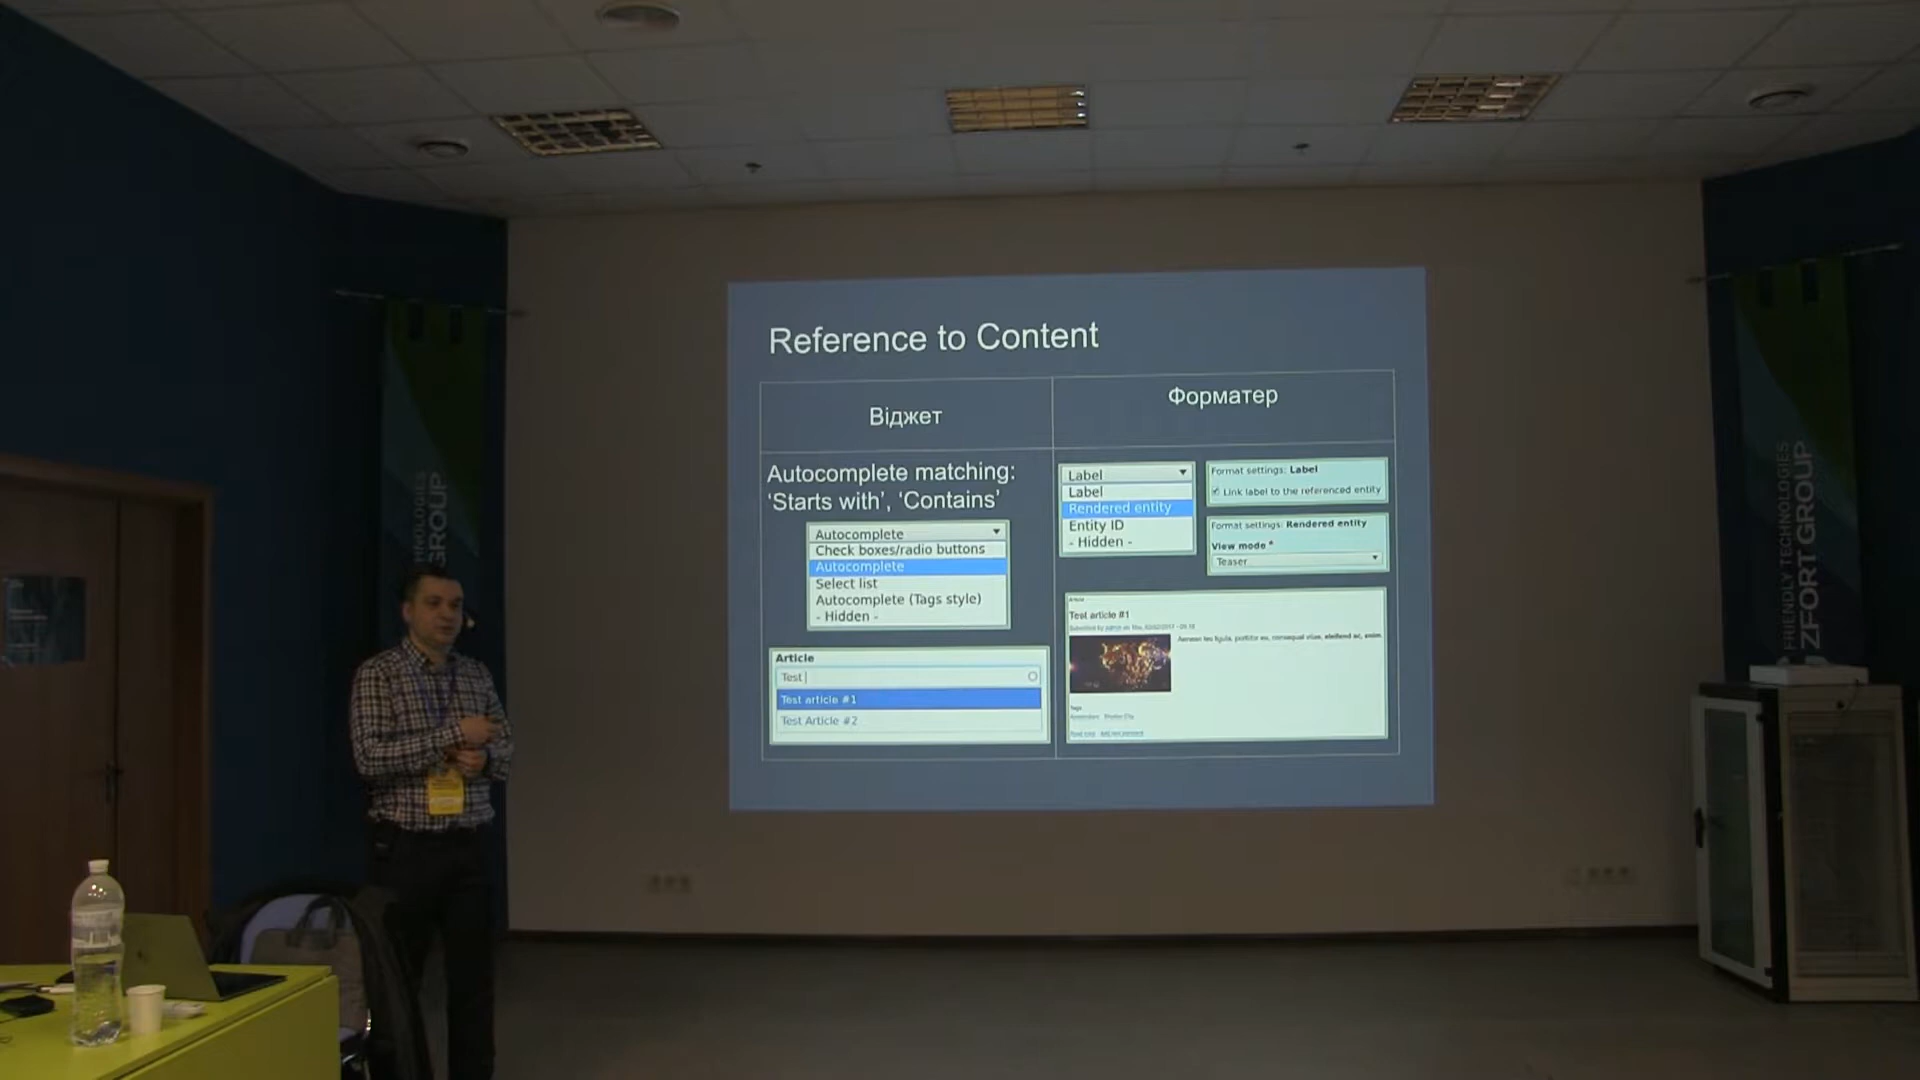 Reference to Content
Віджет
Форматер
Autocomplete matching:
‘Starts with’, ‘Contains’
Autocomplete
Check boxes/radio buttons
Autocomplete
Select list
Autocomplete (Tags style)
- Hidden -
Article
Test
Test article #1
Test Article #2
Label
Label
Rendered entity
Entity ID
- Hidden -
Format settings: Label
Link label to the referenced entity
Format settings: Rendered entity
View mode *
Teaser
Article
Test article #1
Tags
FRIENDLY TECHNOLOGIES
ZFORT GROUP
GROUP